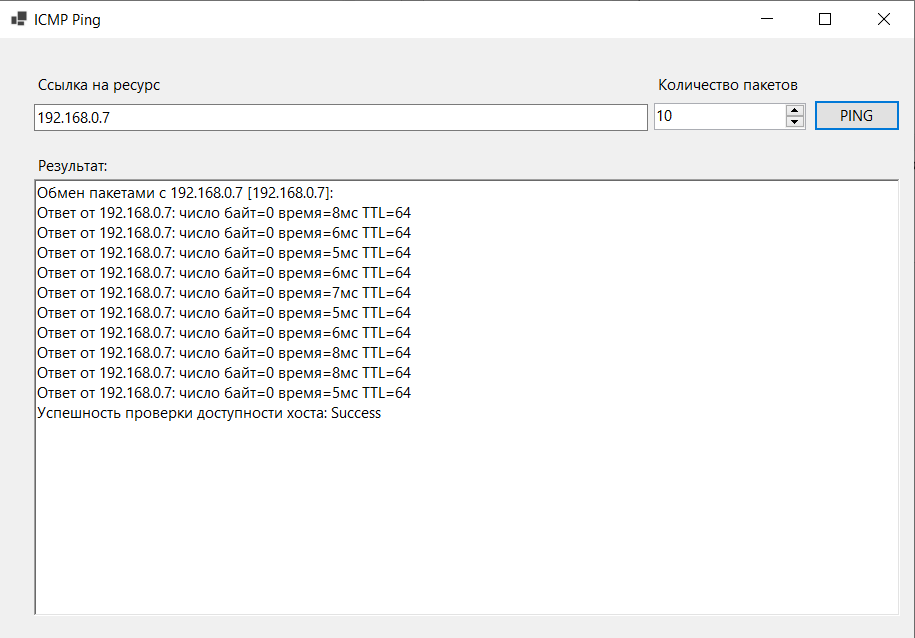 ICMP Ping
Ссылка на ресурс
Количество пакетов
192.168.0.7
10
PING
Результат:
Обмен пакетами с 192.168.0.7 [192.168.0.7]:
Ответ от 192.168.0.7: число байт=0 время=8мс TTL=64
Ответ от 192.168.0.7: число байт=0 время=6мс TTL=64
Ответ от 192.168.0.7: число байт=0 время=5мс TTL=64
Ответ от 192.168.0.7: число байт=0 время=6мс TTL=64
Ответ от 192.168.0.7: число байт=0 время=7мс TTL=64
Ответ от 192.168.0.7: число байт=0 время=5мс TTL=64
Ответ от 192.168.0.7: число байт=0 время=6мс TTL=64
Ответ от 192.168.0.7: число байт=0 время=8мс TTL=64
Ответ от 192.168.0.7: число байт=0 время=8мс TTL=64
Ответ от 192.168.0.7: число байт=0 время=5мс TTL=64
Успешность проверки доступности хоста: Success